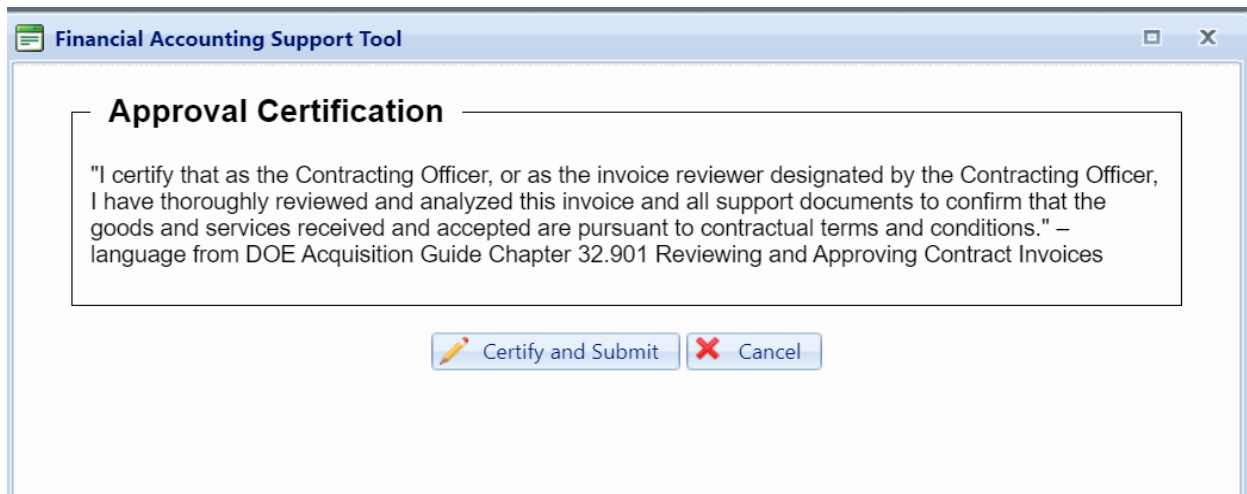 Financial Accounting Support Tool
Approval Certification
"I certify that as the Contracting Officer, or as the invoice reviewer designated by the Contracting Officer,
I have thoroughly reviewed and analyzed this invoice and all support documents to confirm that the
goods and services received and accepted are pursuant to contractual terms and conditions." –
language from DOE Acquisition Guide Chapter 32.901 Reviewing and Approving Contract Invoices
Certify and Submit
Cancel